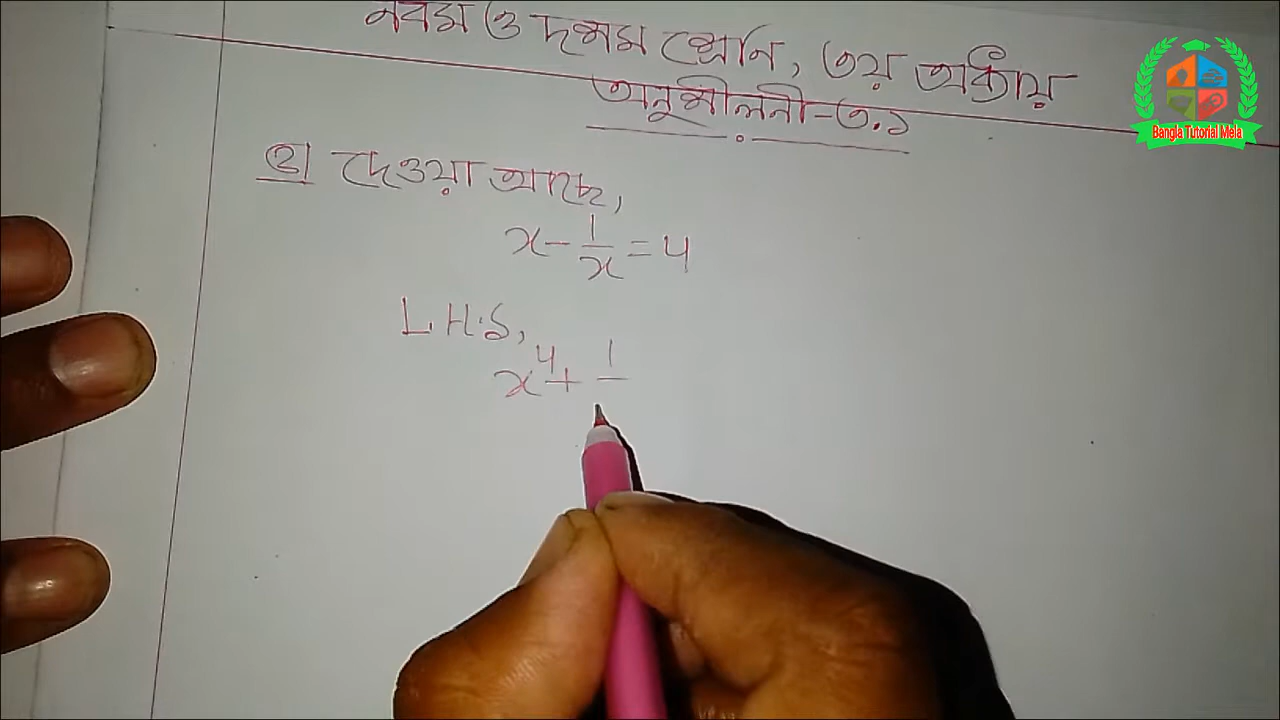 নবম ও দশম শ্রেনি, ৩য় অধ্যায়
অনুশীলনী-৩.১
৩। দেওয়া আছে,
x - 1/x = 4
L.H.S,
x⁴ + 1
Bangla Tutorial Mela